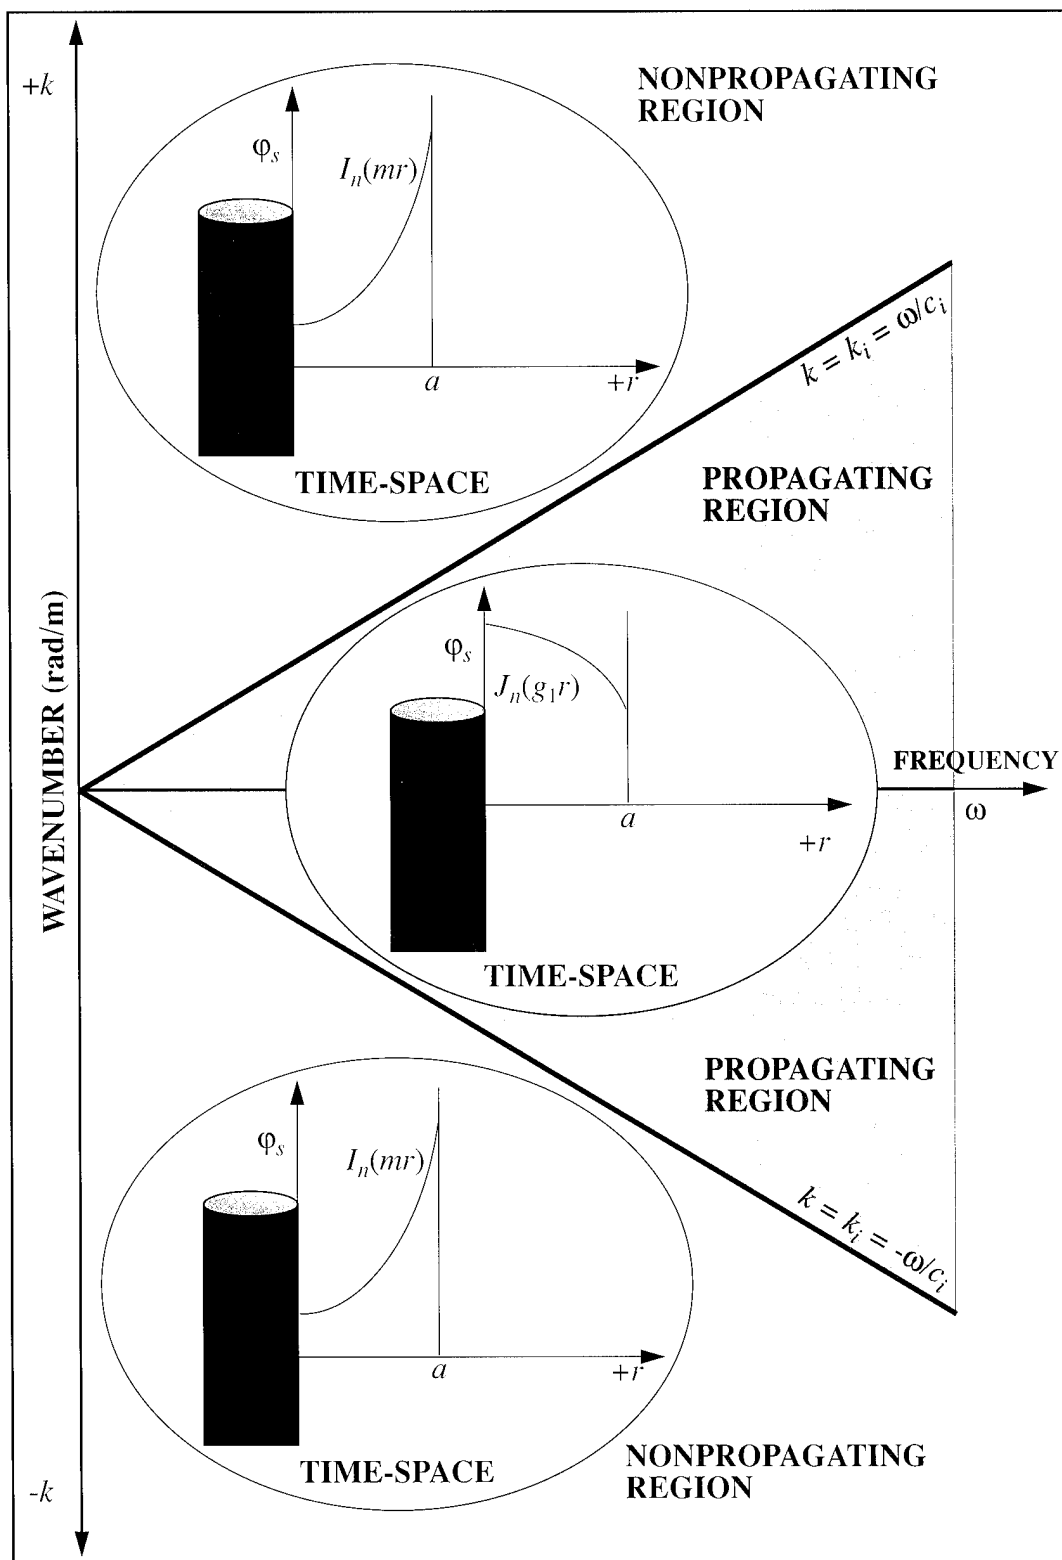 +k
NONPROPAGATING
REGION
φₛ
Iₙ(mr)
a
+r
TIME-SPACE
k = kᵢ = ω/cᵢ
PROPAGATING
REGION
WAVENUMBER (rad/m)
φₛ
Jₙ(g₁r)
a
+r
TIME-SPACE
FREQUENCY
ω
PROPAGATING
REGION
φₛ
Iₙ(mr)
a
+r
TIME-SPACE
k = kᵢ = -ω/cᵢ
NONPROPAGATING
REGION
-k